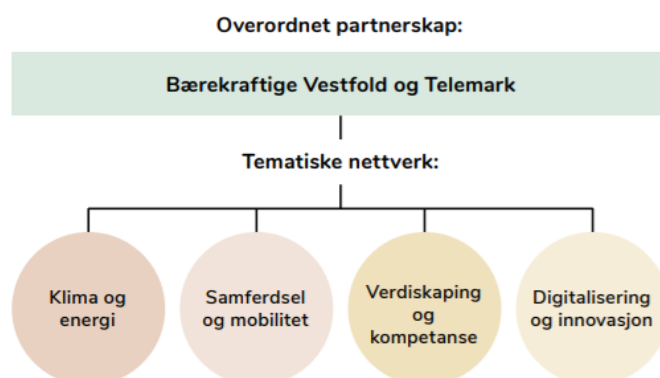 Overordnet partnerskap:
Bærekraftige Vestfold og Telemark
Tematiske nettverk:
Klima og
energi
Samferdsel
og mobilitet
Verdiskaping
og
kompetanse
Digitalisering
og innovasjon